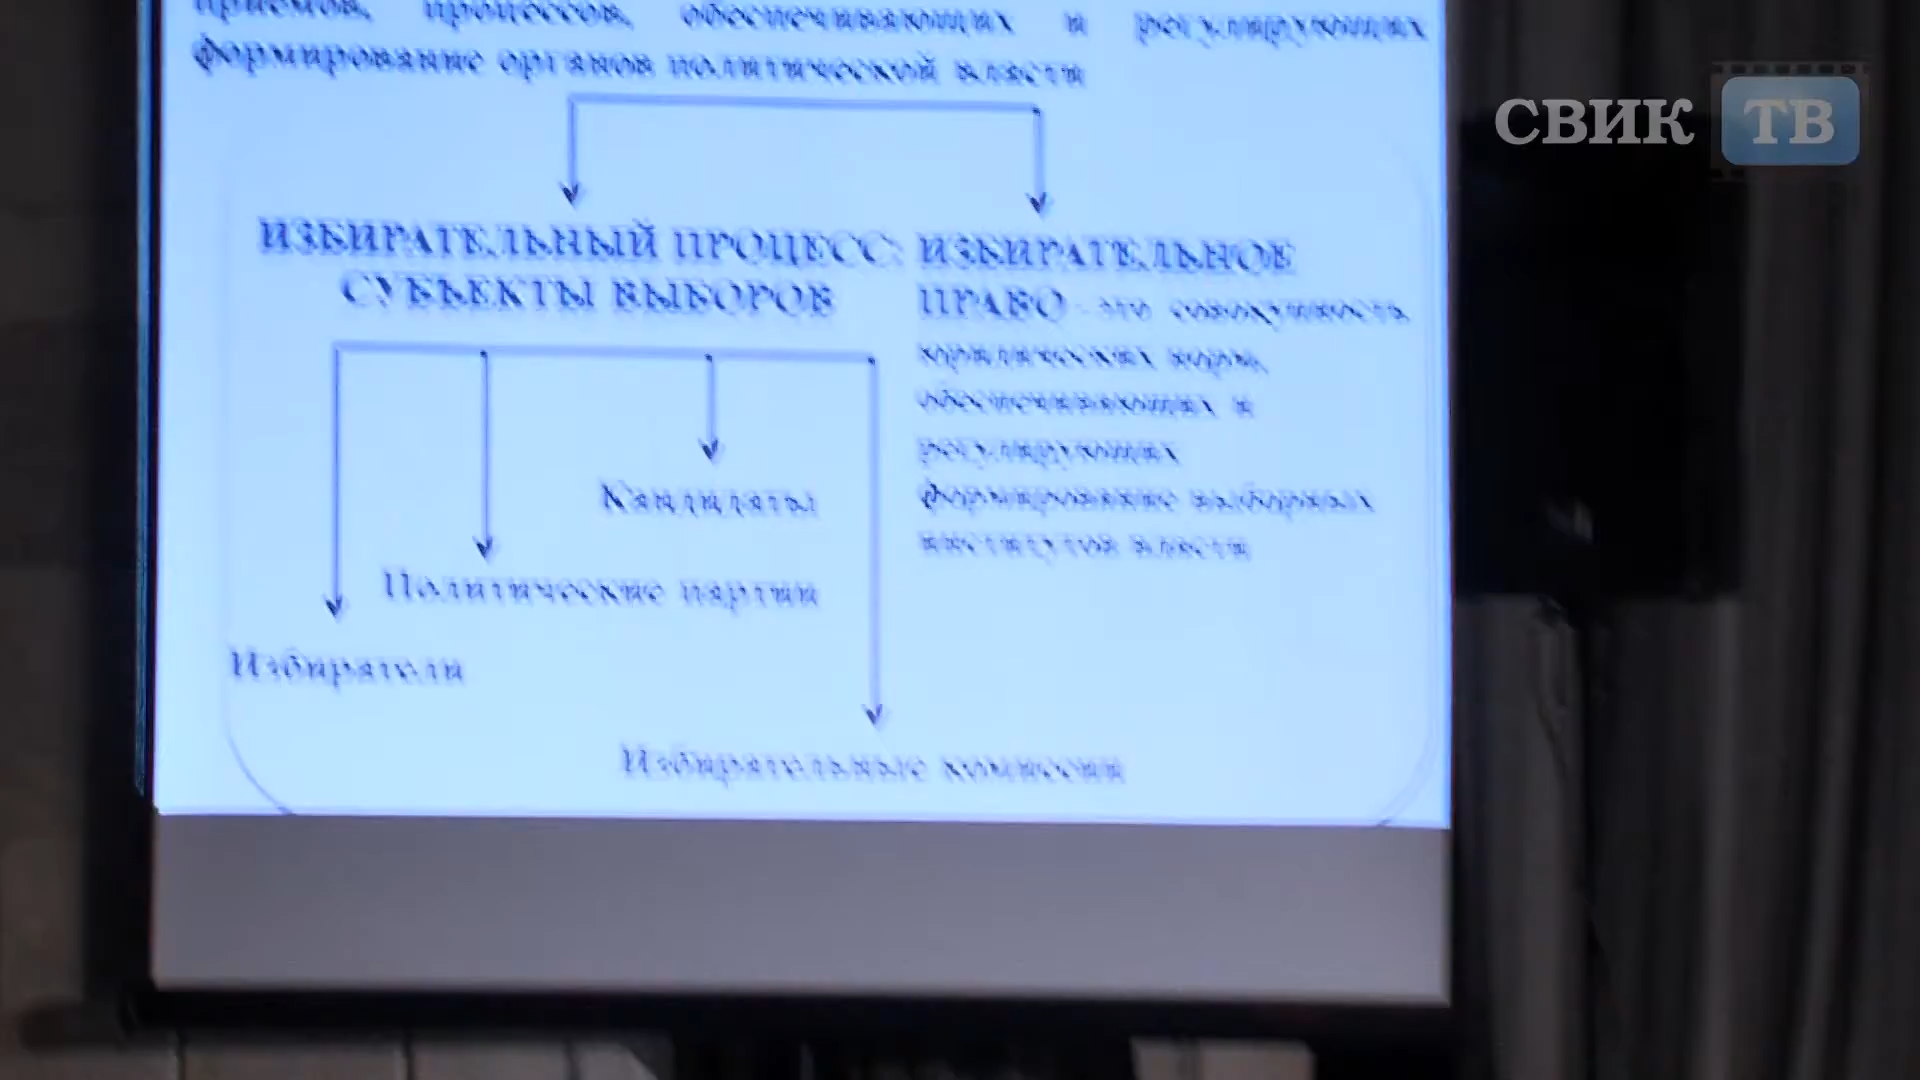 приемов, процессов, обеспечивающих и регулирующих
формирование органов политической власти
СВИК ТВ
ИЗБИРАТЕЛЬНЫЙ ПРОЦЕСС:
СУБЪЕКТЫ ВЫБОРОВ
ИЗБИРАТЕЛЬНОЕ
ПРАВО - это совокупность
юридических норм,
обеспечивающих и
регулирующих
формирование выборных
институтов власти
Кандидаты
Политические партии
Избиратели
Избирательные комиссии